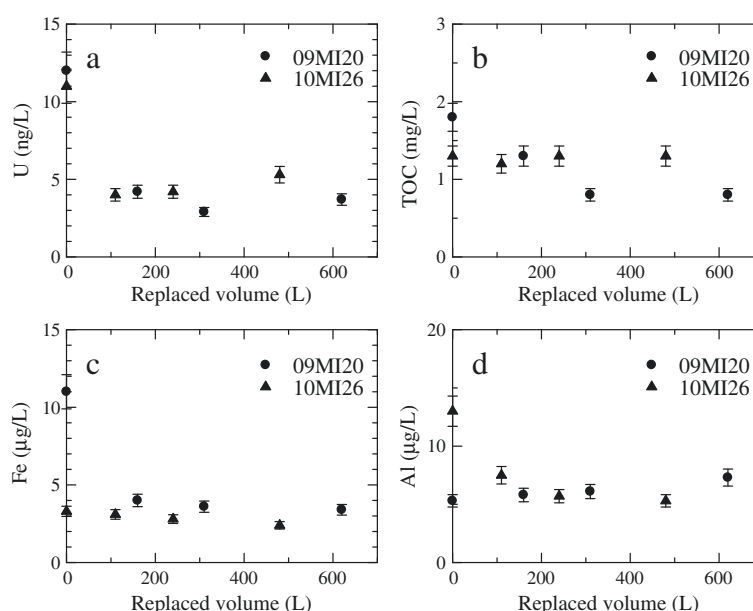 15
a
09MI20
10MI26
10
U (ng/L)
5
0
0 200 400 600
Replaced volume (L)
3
b
09MI20
10MI26
2
TOC (mg/L)
1
0
0 200 400 600
Replaced volume (L)
15
c
09MI20
10MI26
10
Fe (µg/L)
5
0
0 200 400 600
Replaced volume (L)
20
d
09MI20
10MI26
10
Al (µg/L)
0
0 200 400 600
Replaced volume (L)